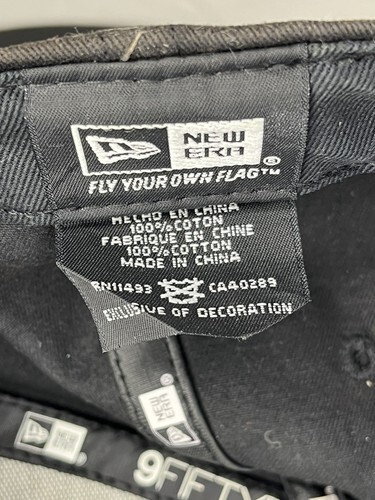 NEW
ERA®
FLY YOUR OWN FLAG™
HECHO EN CHINA
100% COTON
FABRIQUE EN CHINE
100% COTTON
MADE IN CHINA
RN11493 CA40289
EXCLUSIVE OF DECORATION
NEW
ERA
9FIFTY